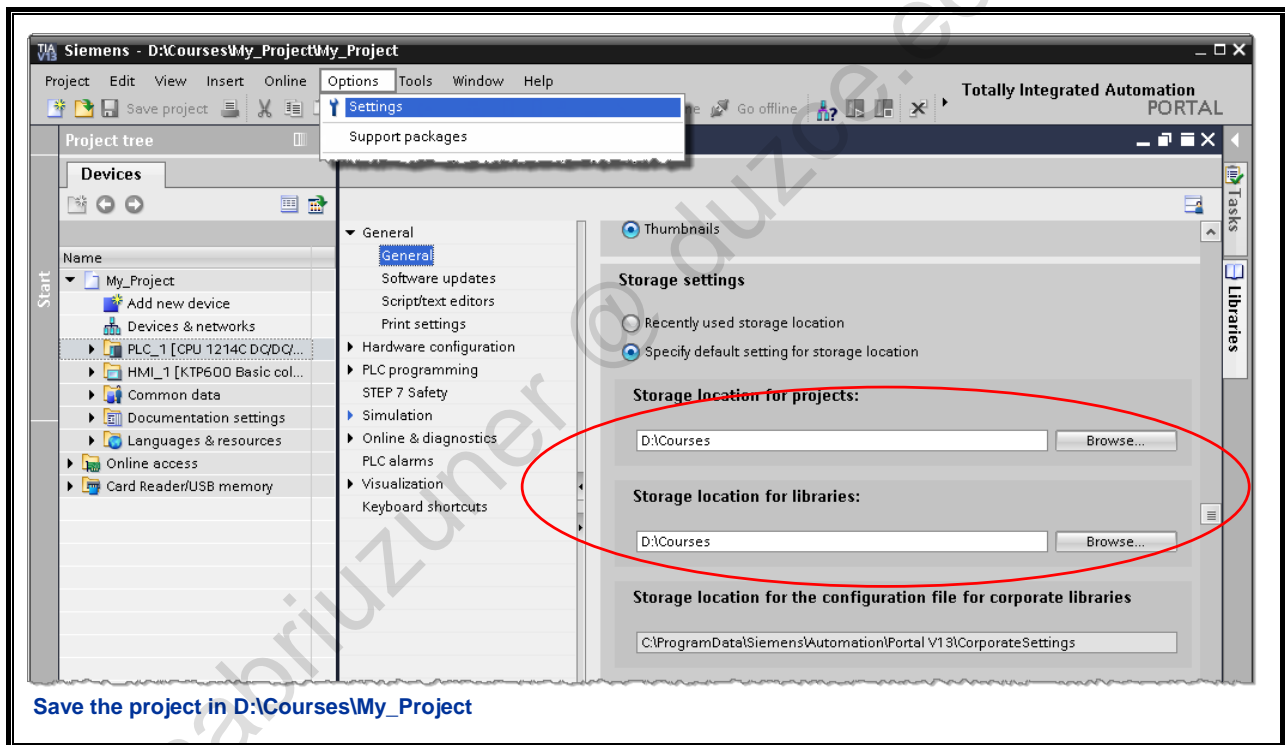 TIA V13 Siemens - D:\Courses\My_Project\My_Project
Project Edit View Insert Online Options Tools Window Help
Totally Integrated Automation
PORTAL
Save project
Settings
Go offline
Support packages
Project tree
Devices
Name
My_Project
Add new device
Devices & networks
PLC_1 [CPU 1214C DC/DC/...
HMI_1 [KTP600 Basic col...
Common data
Documentation settings
Languages & resources
Online access
Card Reader/USB memory
Start
General
General
Software updates
Script/text editors
Print settings
Hardware configuration
PLC programming
STEP 7 Safety
Simulation
Online & diagnostics
PLC alarms
Visualization
Keyboard shortcuts
Thumbnails
Storage settings
Recently used storage location
Specify default setting for storage location
Storage location for projects:
D:\Courses
Browse...
Storage location for libraries:
D:\Courses
Browse...
Storage location for the configuration file for corporate libraries
C:\ProgramData\Siemens\Automation\Portal V13\CorporateSettings
Tasks
Libraries
Save the project in D:\Courses\My_Project